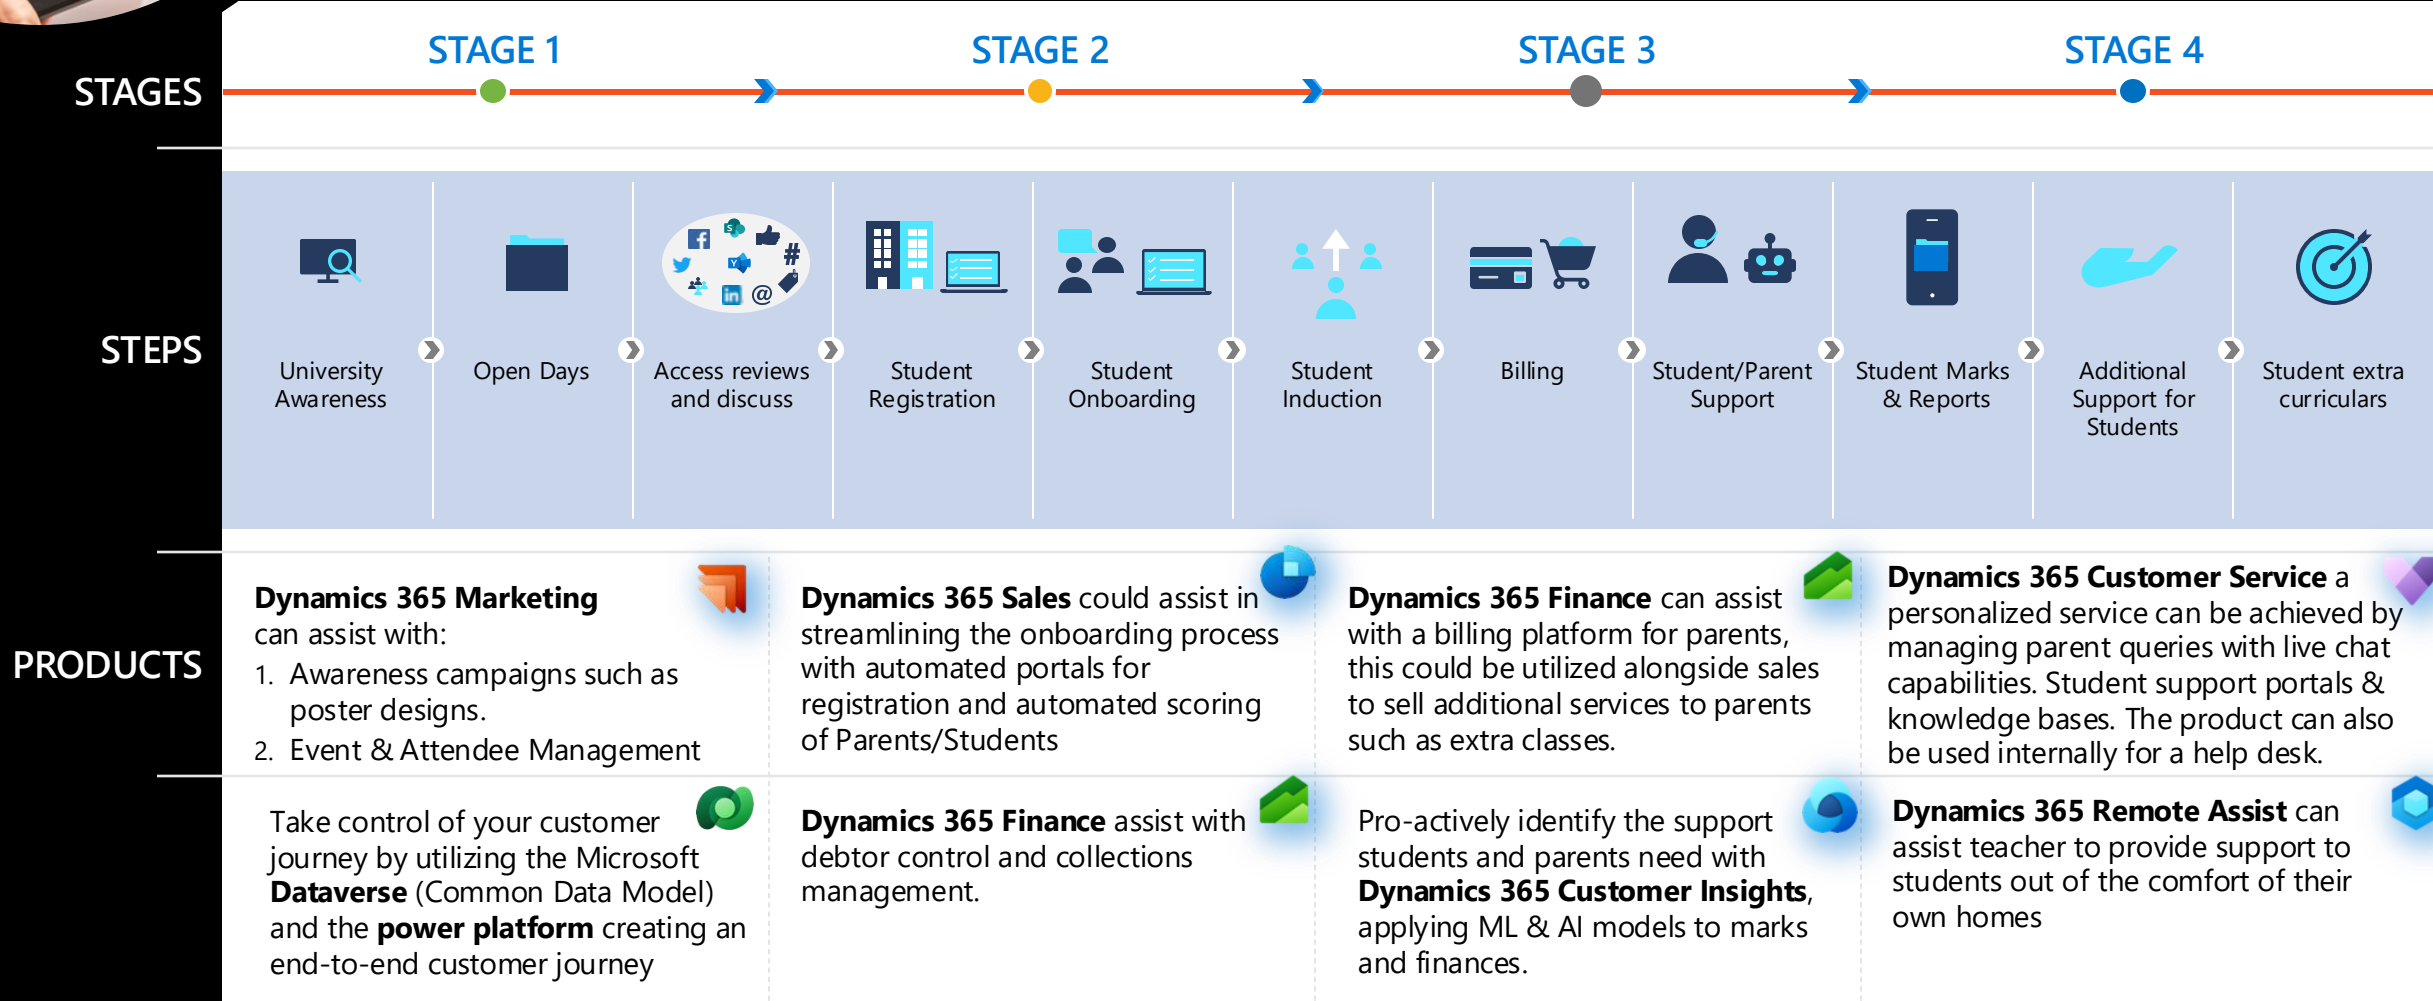 STAGES
STAGE 1
STAGE 2
STAGE 3
STAGE 4
STEPS
University
Awareness
Open Days
Access reviews
and discuss
Student
Registration
Student
Onboarding
Student
Induction
Billing
Student/Parent
Support
Student Marks
& Reports
Additional
Support for
Students
Student extra
curriculars
#
@
in
PRODUCTS
Dynamics 365 Marketing
can assist with:
1. Awareness campaigns such as
poster designs.
2. Event & Attendee Management
Dynamics 365 Sales could assist in
streamlining the onboarding process
with automated portals for
registration and automated scoring
of Parents/Students
Dynamics 365 Finance can assist
with a billing platform for parents,
this could be utilized alongside sales
to sell additional services to parents
such as extra classes.
Dynamics 365 Customer Service a
personalized service can be achieved by
managing parent queries with live chat
capabilities. Student support portals &
knowledge bases. The product can also
be used internally for a help desk.
Take control of your customer
journey by utilizing the Microsoft
Dataverse (Common Data Model)
and the power platform creating an
end-to-end customer journey
Dynamics 365 Finance assist with
debtor control and collections
management.
Pro-actively identify the support
students and parents need with
Dynamics 365 Customer Insights,
applying ML & AI models to marks
and finances.
Dynamics 365 Remote Assist can
assist teacher to provide support to
students out of the comfort of their
own homes